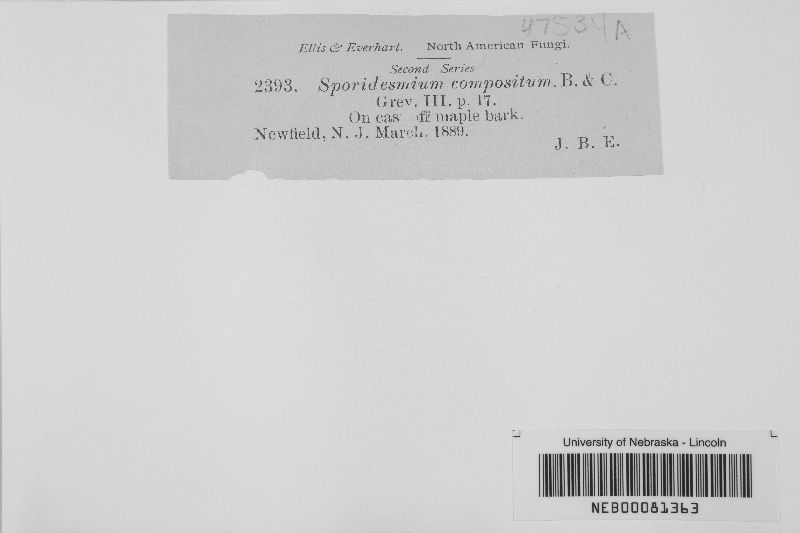 47534A
Ellis & Everhart. North American Fungi.
Second Series
2393. Sporidesmium compositum, B. & C.
Grev. III. p. 17.
On cas off maple bark.
Newfield, N. J. March, 1889.
J. B. E.
University of Nebraska - Lincoln
NEB00081363